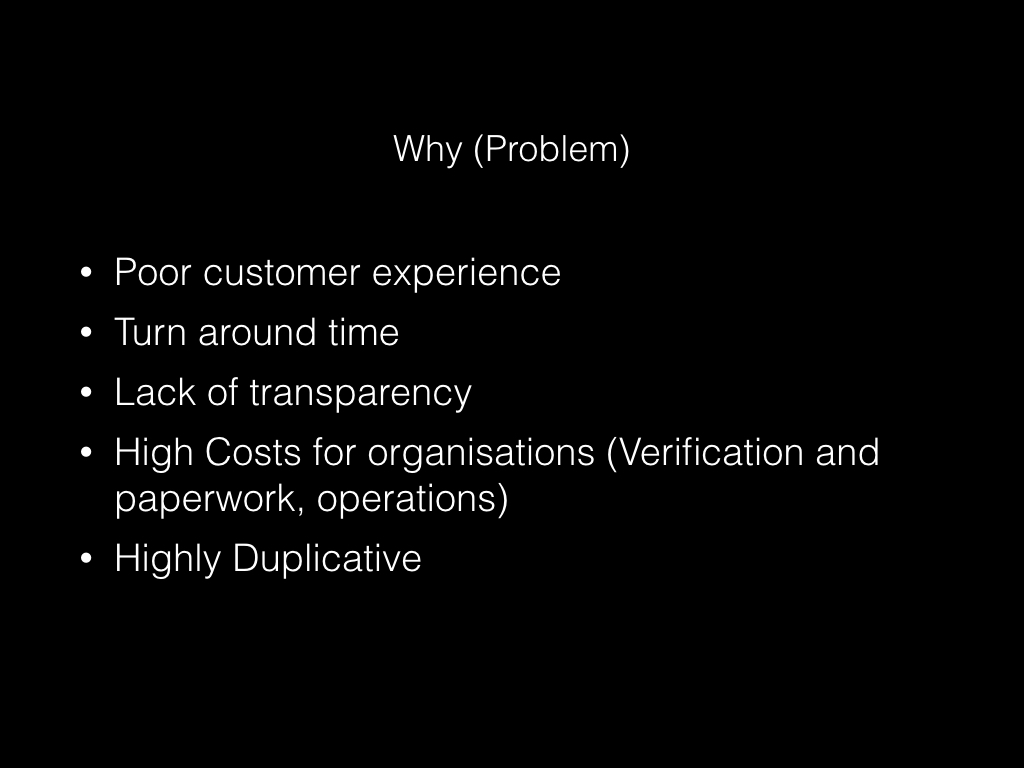 Why (Problem)
• Poor customer experience
• Turn around time
• Lack of transparency
• High Costs for organisations (Verification and
paperwork, operations)
• Highly Duplicative